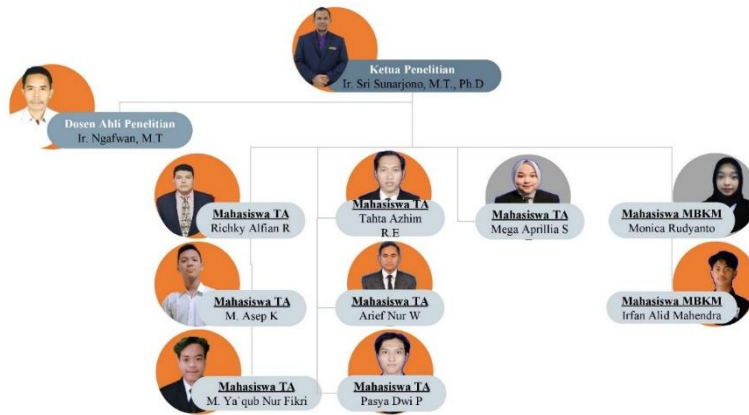 Ketua Penelitian
Ir. Sri Sunarjono, M.T., Ph.D
Dosen Ahli Penelitian
Ir. Ngafwan, M.T
Mahasiswa TA
Richky Alfian R
Mahasiswa TA
Tahta Azhim
R.E
Mahasiswa TA
Mega Aprillia S
Mahasiswa MBKM
Monica Rudyanto
Mahasiswa TA
M. Asep K
Mahasiswa TA
Arief Nur W
Mahasiswa MBKM
Irfan Alid Mahendra
Mahasiswa TA
M. Ya`qub Nur Fikri
Mahasiswa TA
Pasya Dwi P